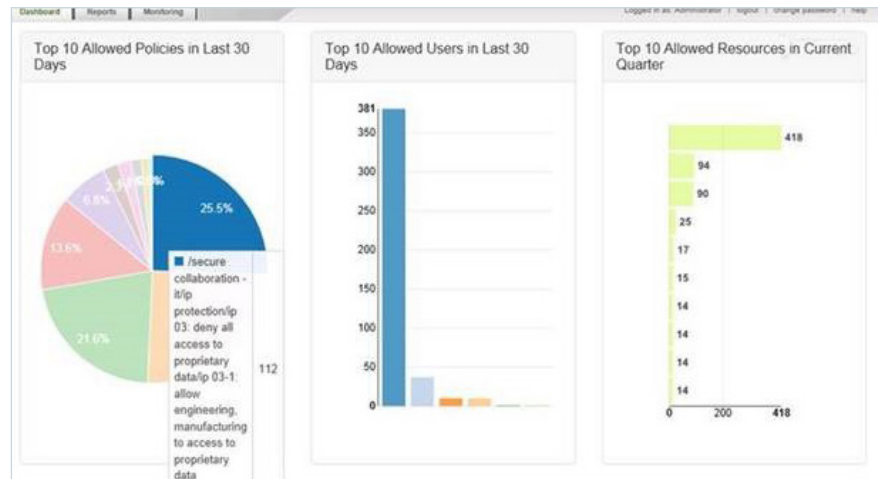 Dashboard Reports Monitoring
Logged in as: Administrator | logout | change password | help
Top 10 Allowed Policies in Last 30
Days
25.5%
6.8%
13.6%
21.6%
/secure
collaboration -
it/ip
protection/ip
03: deny all
access to
proprietary
data/ip 03-1:
allow
engineering,
manufacturing
to access to
proprietary
data
112
Top 10 Allowed Users in Last 30
Days
381
350
300
250
200
150
100
50
0
Top 10 Allowed Resources in Current
Quarter
418
94
90
25
17
15
14
14
14
14
0 200 418